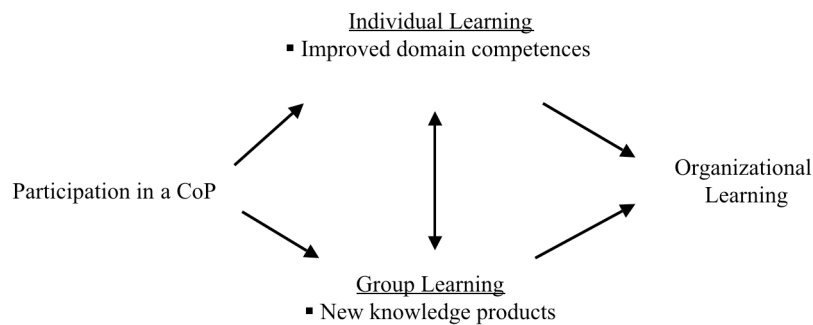 Individual Learning
▪ Improved domain competences
Participation in a CoP
Organizational
Learning
Group Learning
▪ New knowledge products